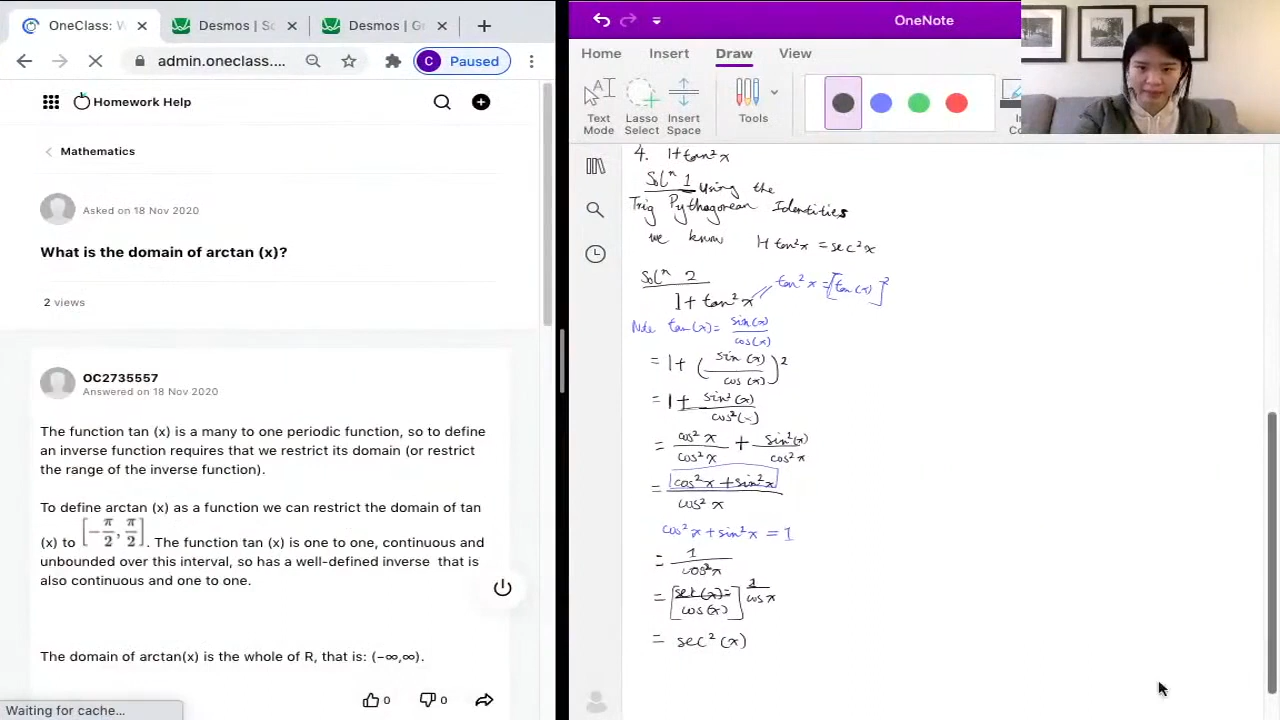 OneClass: W
Desmos | Sc
Desmos | Gr
admin.oneclass....
C Paused
Homework Help
Mathematics
Asked on 18 Nov 2020
What is the domain of arctan (x)?
2 views
OC2735557
Answered on 18 Nov 2020
The function tan (x) is a many to one periodic function, so to define
an inverse function requires that we restrict its domain (or restrict
the range of the inverse function).
To define arctan (x) as a function we can restrict the domain of tan
(x) to [-π/2, π/2]. The function tan (x) is one to one, continuous and
unbounded over this interval, so has a well-defined inverse that is
also continuous and one to one.
The domain of arctan(x) is the whole of R, that is: (−∞,∞).
0
0
Waiting for cache...
OneNote
Home Insert Draw View
Text Mode
Lasso Select
Insert Space
Tools
4. 1+tan²x
Solⁿ 1 Using the
Trig Pythagorean Identities
we know 1+tan²x = sec²x
Solⁿ 2
1+tan²x
tan²x = [tan(x)]²
Note tan(x) = sin(x)/cos(x)
= 1+ (sin(x)/cos(x))²
= 1+ sin²(x)/cos²(x)
= cos²x/cos²x + sin²(x)/cos²x
= cos²x+sin²x/cos²x
cos²x+sin²x = 1
= 1/cos²x
= [sec(x)=/cos(x)]
cos x
= sec²(x)